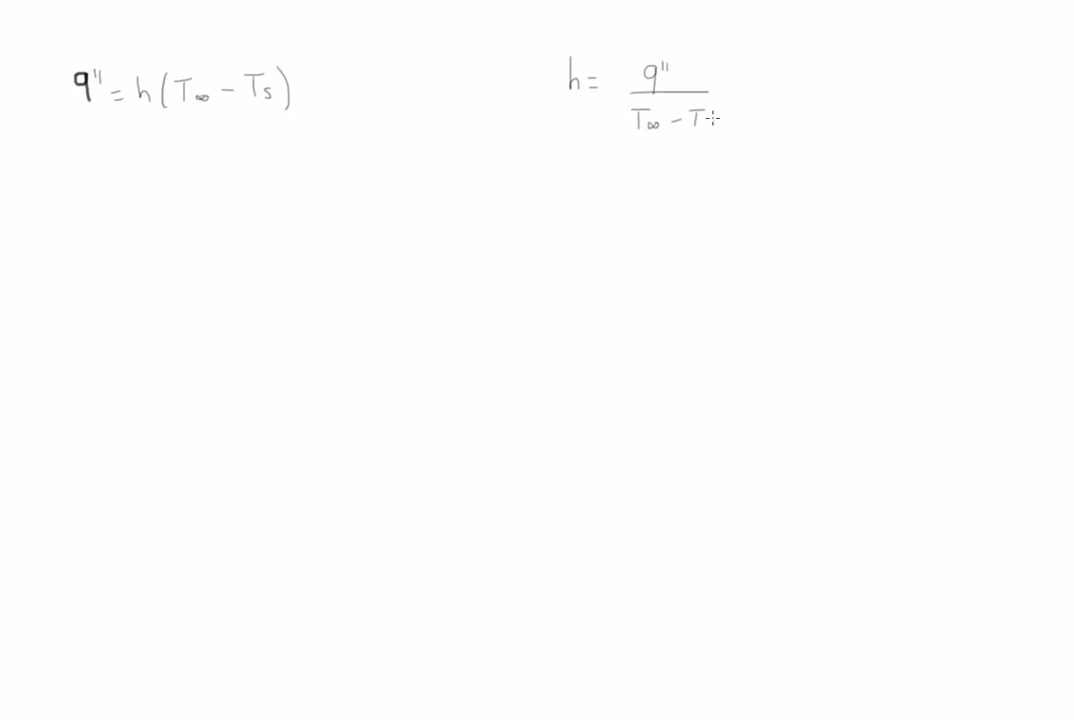 q" = h (T∞ - Ts)
h = q" / T∞ - T